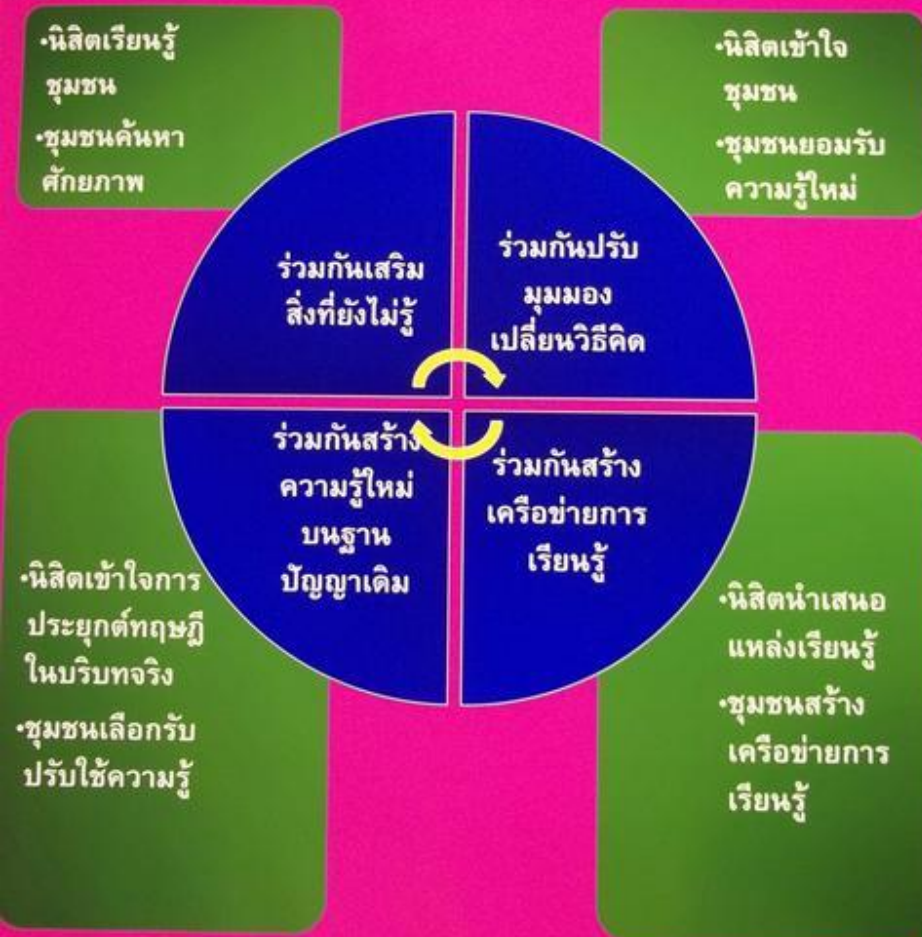 •นิสิตเรียนรู้
ชุมชน
•ชุมชนค้นหา
ศักยภาพ
•นิสิตเข้าใจ
ชุมชน
•ชุมชนยอมรับ
ความรู้ใหม่
ร่วมกันเสริม
สิ่งที่ยังไม่รู้
ร่วมกันปรับ
มุมมอง
เปลี่ยนวิธีคิด
ร่วมกันสร้าง
ความรู้ใหม่
บนฐาน
ปัญญาเดิม
ร่วมกันสร้าง
เครือข่ายการ
เรียนรู้
•นิสิตเข้าใจการ
ประยุกต์ทฤษฎี
ในบริบทจริง
•ชุมชนเลือกรับ
ปรับใช้ความรู้
•นิสิตนำเสนอ
แหล่งเรียนรู้
•ชุมชนสร้าง
เครือข่ายการ
เรียนรู้